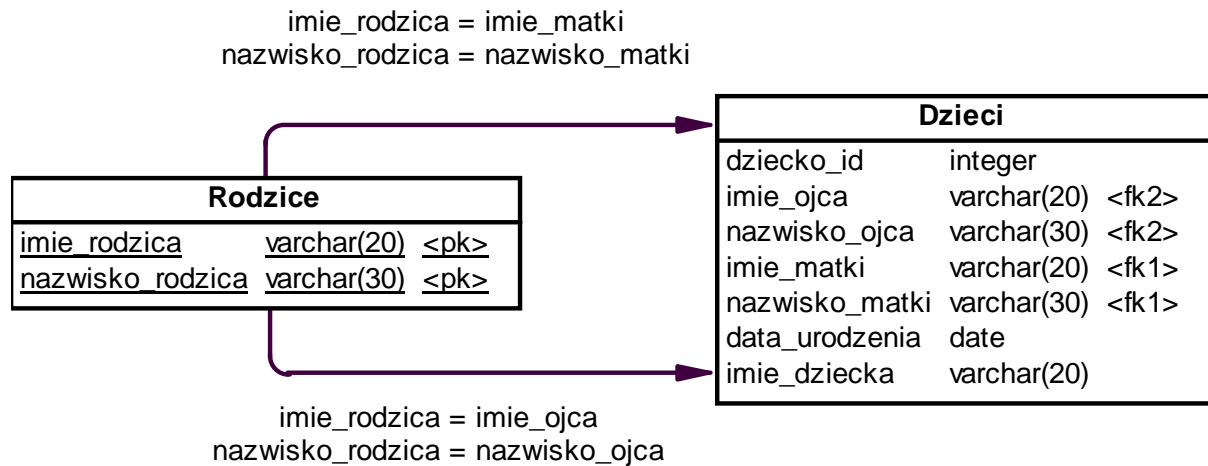 imie_rodzica = imie_matki
nazwisko_rodzica = nazwisko_matki
Rodzice
imie_rodzica varchar(20) <pk>
nazwisko_rodzica varchar(30) <pk>
Dzieci
dziecko_id integer
imie_ojca varchar(20) <fk2>
nazwisko_ojca varchar(30) <fk2>
imie_matki varchar(20) <fk1>
nazwisko_matki varchar(30) <fk1>
data_urodzenia date
imie_dziecka varchar(20)
imie_rodzica = imie_ojca
nazwisko_rodzica = nazwisko_ojca